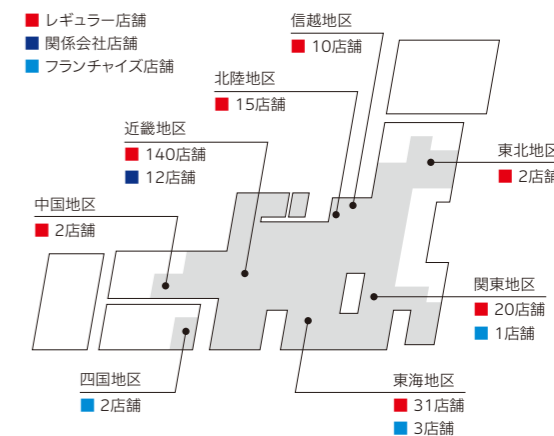 レギュラー店舗
関係会社店舗
フランチャイズ店舗
信越地区
10店舗
北陸地区
15店舗
近畿地区
140店舗
12店舗
東北地区
2店舗
中国地区
2店舗
関東地区
20店舗
1店舗
四国地区
2店舗
東海地区
31店舗
3店舗